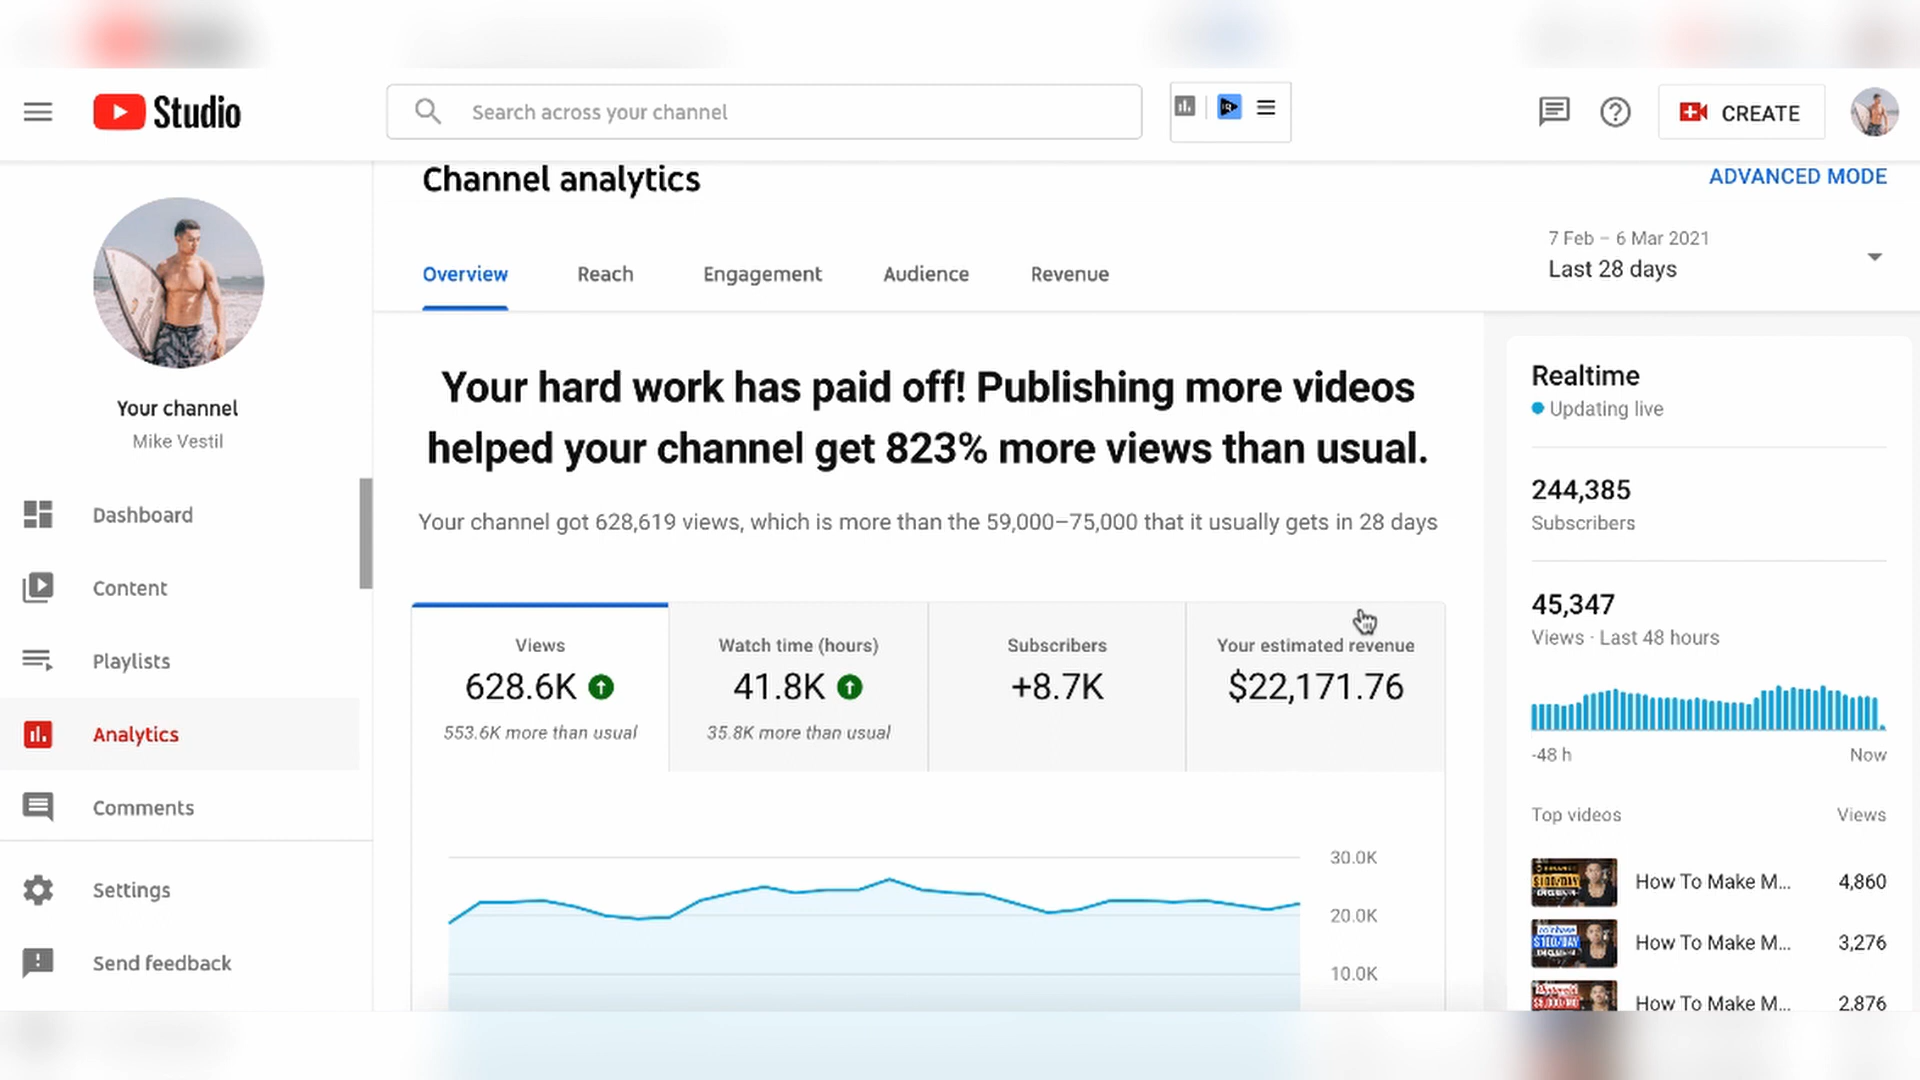 Studio
Search across your channel
CREATE
Channel analytics
ADVANCED MODE
7 Feb – 6 Mar 2021
Last 28 days
Overview
Reach
Engagement
Audience
Revenue
Your channel
Mike Vestil
Dashboard
Content
Playlists
Analytics
Comments
Settings
Send feedback
Your hard work has paid off! Publishing more videos
helped your channel get 823% more views than usual.
Your channel got 628,619 views, which is more than the 59,000–75,000 that it usually gets in 28 days
Views
628.6K
553.6K more than usual
Watch time (hours)
41.8K
35.8K more than usual
Subscribers
+8.7K
Your estimated revenue
$22,171.76
30.0K
20.0K
10.0K
Realtime
Updating live
244,385
Subscribers
45,347
Views · Last 48 hours
-48 h
Now
Top videos
Views
$100/DAY
How To Make M...
4,860
$100/DAY
How To Make M...
3,276
How To Make M...
2,876